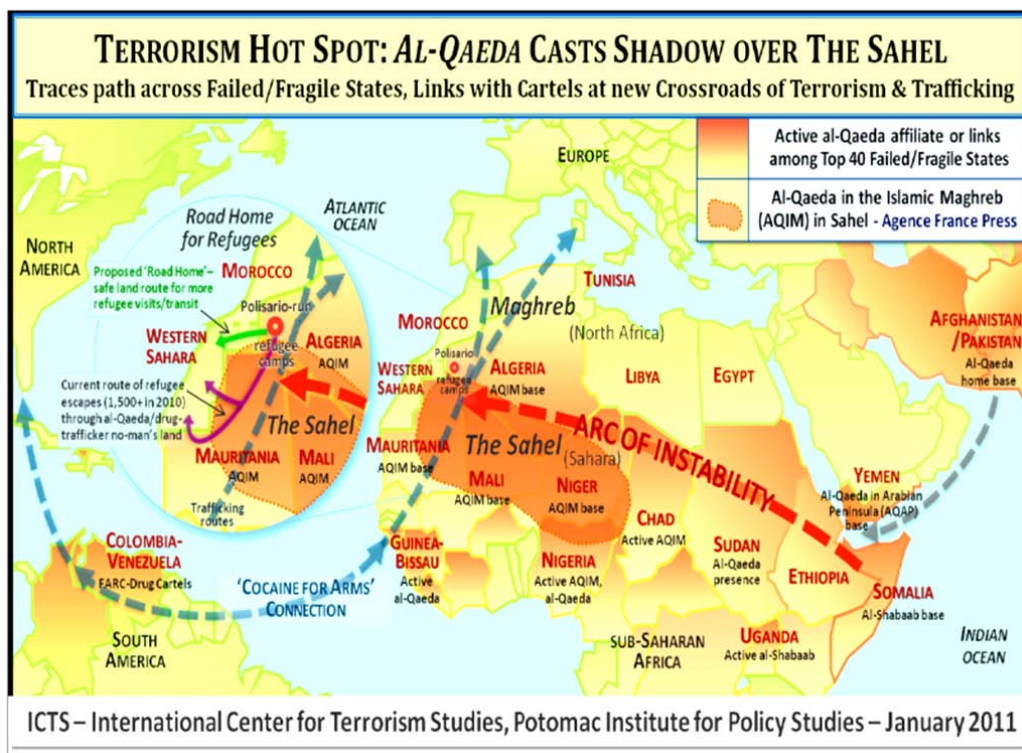 TERRORISM HOT SPOT: AL-QAEDA CASTS SHADOW OVER THE SAHEL
Traces path across Failed/Fragile States, Links with Cartels at new Crossroads of Terrorism & Trafficking
Active al-Qaeda affiliate or links
among Top 40 Failed/Fragile States
Al-Qaeda in the Islamic Maghreb
(AQIM) in Sahel - Agence France Press
EUROPE
NORTH
AMERICA
ATLANTIC
OCEAN
Road Home
for Refugees
MOROCCO
Proposed 'Road Home'–
safe land route for more
refugee visits/transit
Polisario-run
refugee
camps
WESTERN
SAHARA
ALGERIA
AQIM
Current route of refugee
escapes (1,500+ in 2010)
through al-Qaeda/drug-
trafficker no-man's land
The Sahel
MAURITANIA
AQIM
MALI
AQIM
Trafficking
routes
TUNISIA
Maghreb
(North Africa)
MOROCCO
Polisario
refugee
camps
WESTERN
SAHARA
ALGERIA
AQIM base
LIBYA
EGYPT
AFGHANISTAN
/PAKISTAN
Al-Qaeda
home base
ARC OF INSTABILITY
The Sahel
(Sahara)
MAURITANIA
AQIM base
MALI
AQIM base
NIGER
AQIM base
CHAD
Active AQIM
YEMEN
Al-Qaeda in Arabian
Peninsula (AQAP)
base
COLOMBIA-
VENEZUELA
FARC-Drug Cartels
'COCAINE FOR ARMS'
CONNECTION
GUINEA-
BISSAU
Active
al-Qaeda
NIGERIA
Active AQIM,
al-Qaeda
SUDAN
Al-Qaeda
presence
ETHIOPIA
SOMALIA
Al-Shabaab base
SOUTH
AMERICA
SUB-SAHARAN
AFRICA
UGANDA
Active al-Shabaab
INDIAN
OCEAN
ICTS – International Center for Terrorism Studies, Potomac Institute for Policy Studies – January 2011